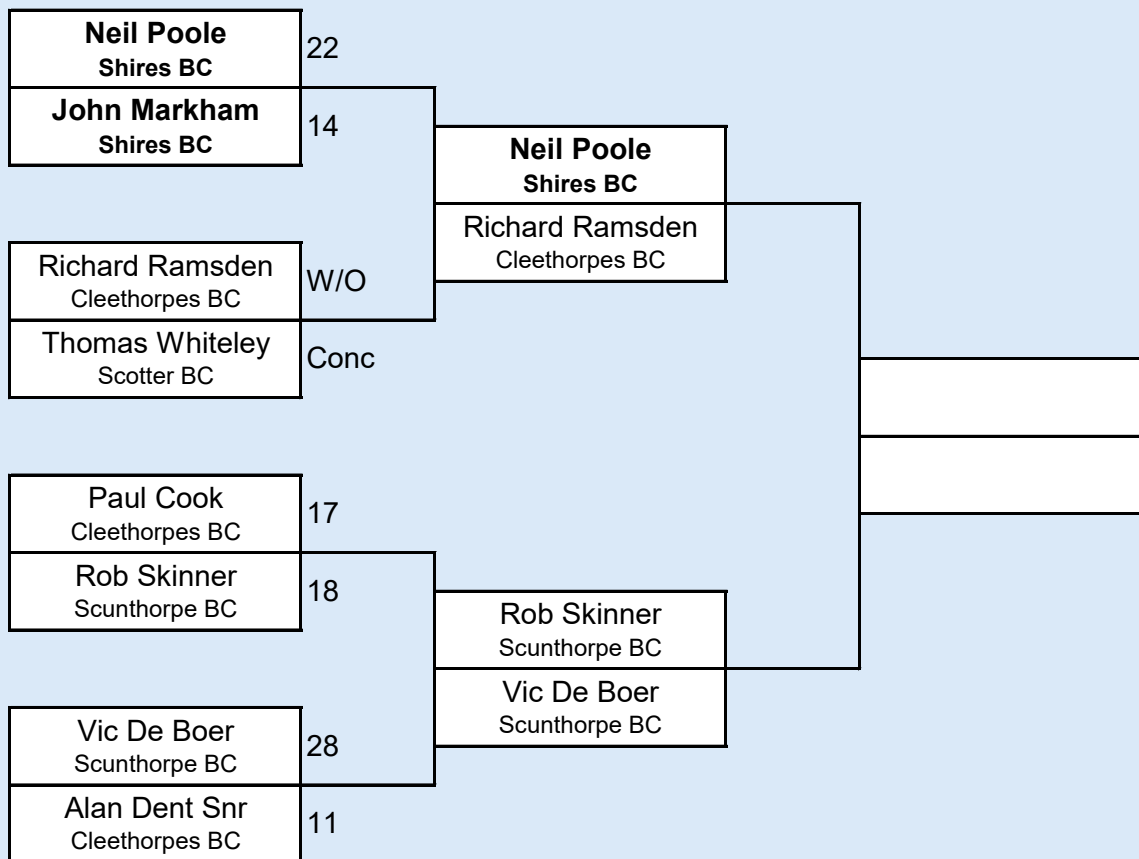 Neil Poole
Shires BC
22
John Markham
Shires BC
14
Neil Poole
Shires BC
Richard Ramsden
Cleethorpes BC
Richard Ramsden
Cleethorpes BC
W/O
Thomas Whiteley
Scotter BC
Conc
Paul Cook
Cleethorpes BC
17
Rob Skinner
Scunthorpe BC
18
Rob Skinner
Scunthorpe BC
Vic De Boer
Scunthorpe BC
Vic De Boer
Scunthorpe BC
28
Alan Dent Snr
Cleethorpes BC
11